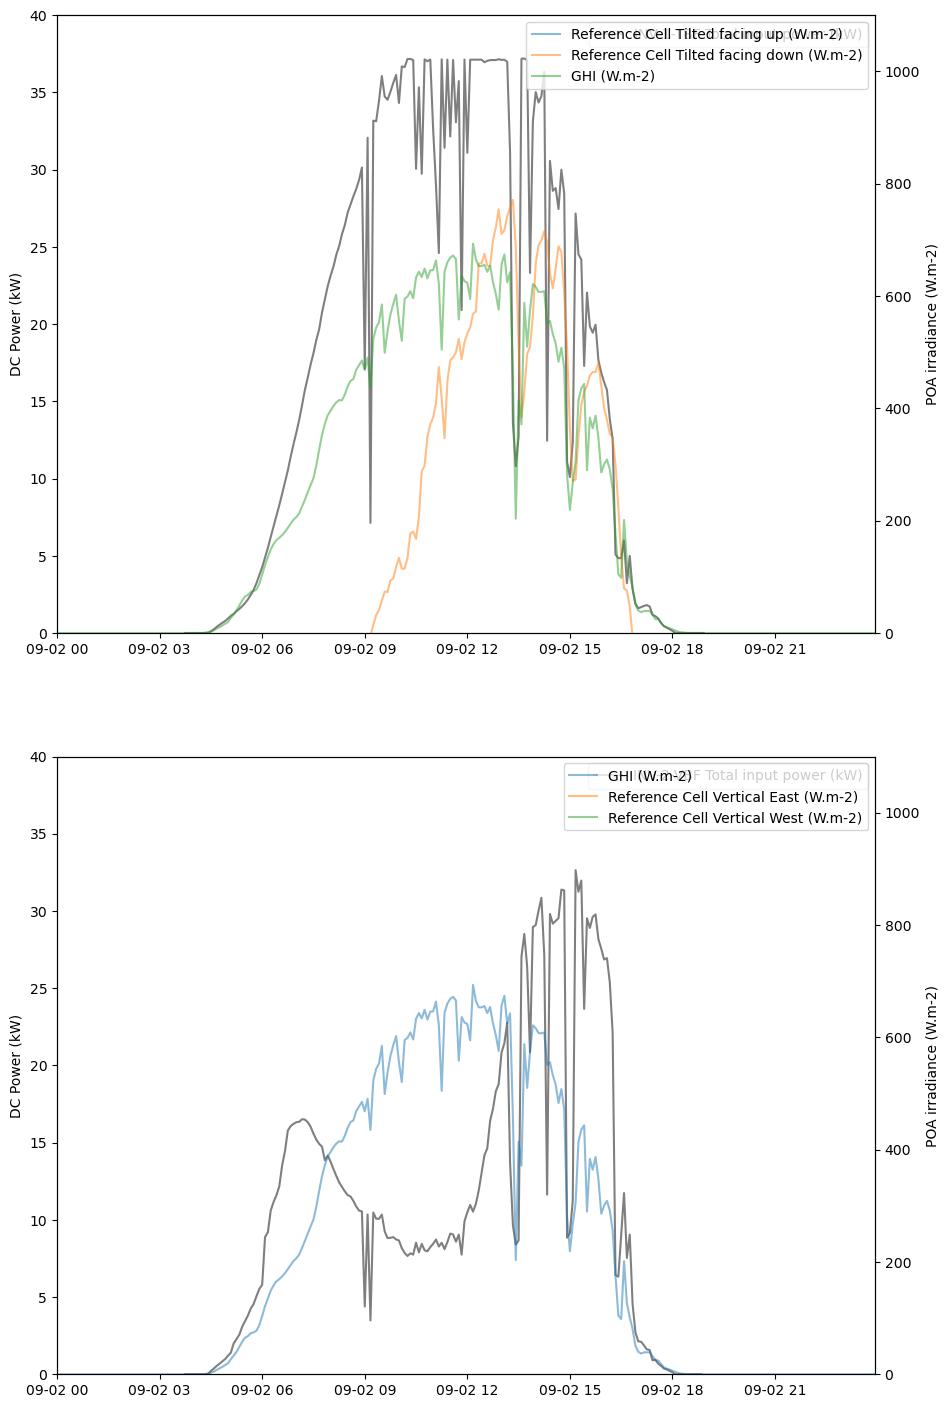 40
35
30
25
20
15
10
5
0
DC Power (kW)
Reference Cell Tilted facing up (W.m-2)
Reference Cell Tilted facing down (W.m-2)
GHI (W.m-2)
1000
800
600
400
200
0
POA irradiance (W.m-2)
09-02 00 09-02 03 09-02 06 09-02 09 09-02 12 09-02 15 09-02 18 09-02 21
40
35
30
25
20
15
10
5
0
DC Power (kW)
GHI (W.m-2)
Total input power (kW)
Reference Cell Vertical East (W.m-2)
Reference Cell Vertical West (W.m-2)
1000
800
600
400
200
0
POA irradiance (W.m-2)
09-02 00 09-02 03 09-02 06 09-02 09 09-02 12 09-02 15 09-02 18 09-02 21